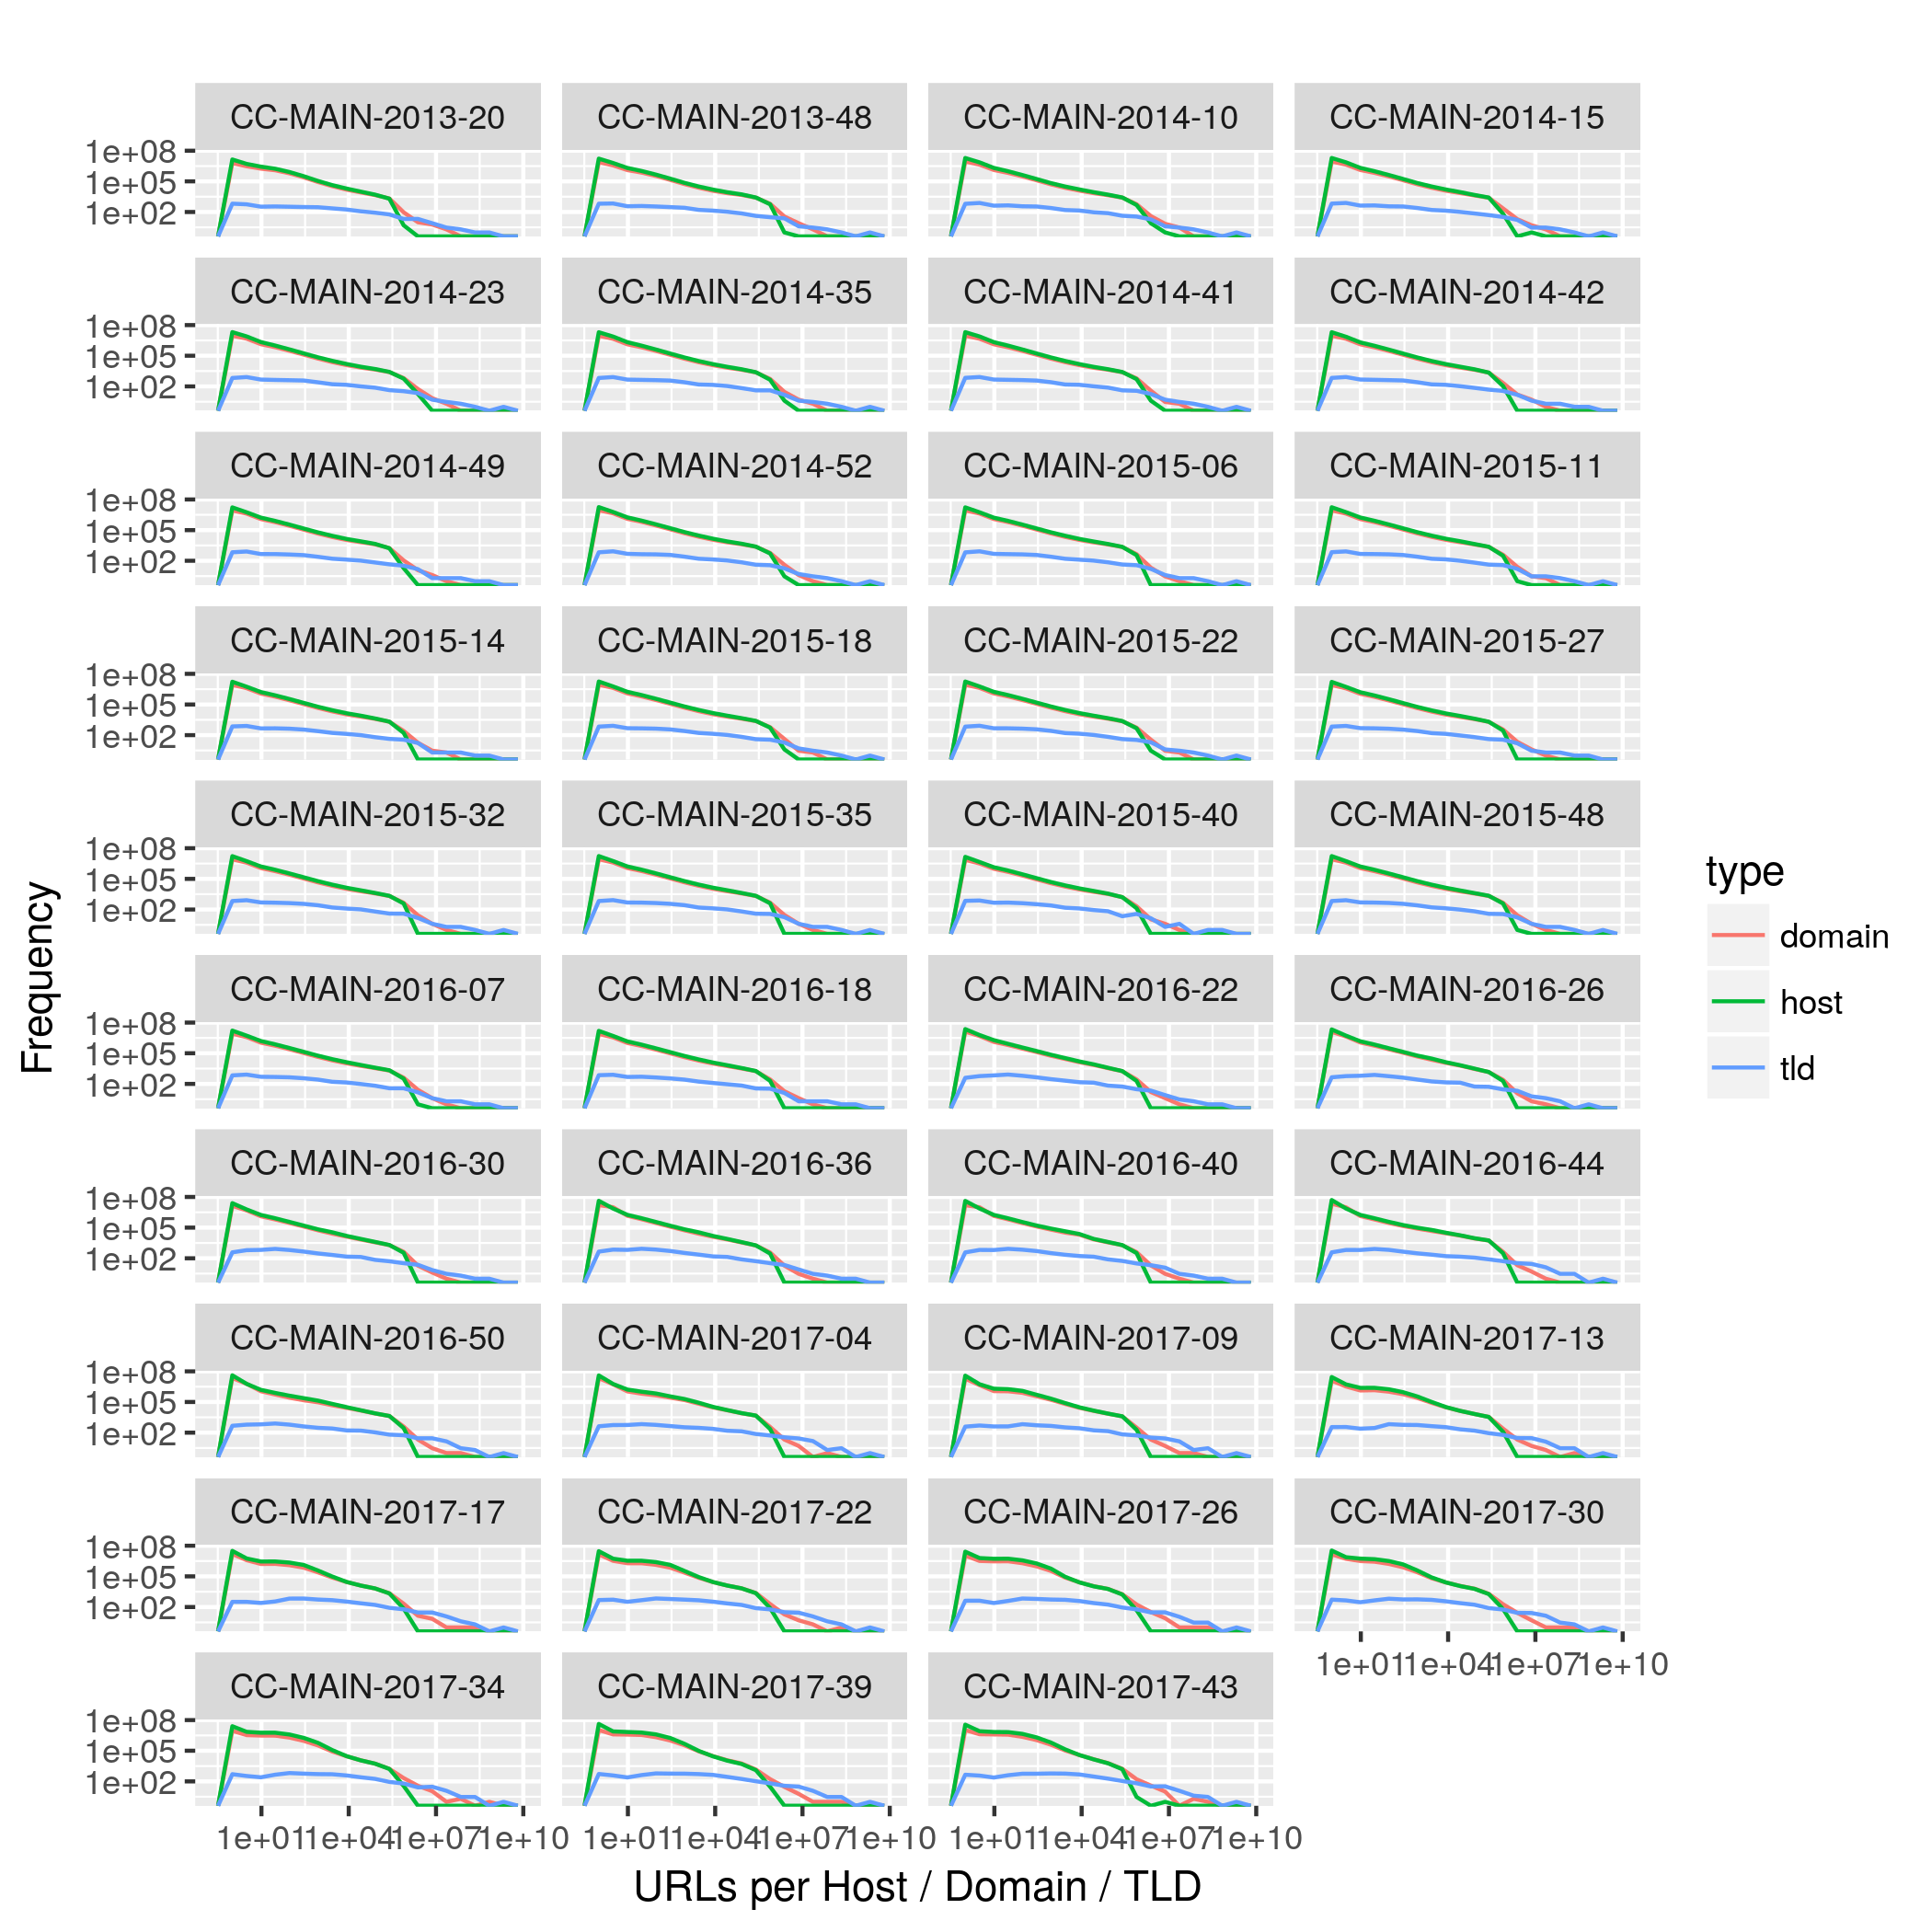 CC-MAIN-2013-20 CC-MAIN-2013-48 CC-MAIN-2014-10 CC-MAIN-2014-15
1e+08
1e+05
1e+02
CC-MAIN-2014-23 CC-MAIN-2014-35 CC-MAIN-2014-41 CC-MAIN-2014-42
1e+08
1e+05
1e+02
CC-MAIN-2014-49 CC-MAIN-2014-52 CC-MAIN-2015-06 CC-MAIN-2015-11
1e+08
1e+05
1e+02
CC-MAIN-2015-14 CC-MAIN-2015-18 CC-MAIN-2015-22 CC-MAIN-2015-27
1e+08
1e+05
1e+02
CC-MAIN-2015-32 CC-MAIN-2015-35 CC-MAIN-2015-40 CC-MAIN-2015-48
1e+08
1e+05
1e+02
CC-MAIN-2016-07 CC-MAIN-2016-18 CC-MAIN-2016-22 CC-MAIN-2016-26
1e+08
1e+05
1e+02
CC-MAIN-2016-30 CC-MAIN-2016-36 CC-MAIN-2016-40 CC-MAIN-2016-44
1e+08
1e+05
1e+02
CC-MAIN-2016-50 CC-MAIN-2017-04 CC-MAIN-2017-09 CC-MAIN-2017-13
1e+08
1e+05
1e+02
CC-MAIN-2017-17 CC-MAIN-2017-22 CC-MAIN-2017-26 CC-MAIN-2017-30
1e+08
1e+05
1e+02
1e+01 1e+04 1e+07 1e+10
CC-MAIN-2017-34 CC-MAIN-2017-39 CC-MAIN-2017-43
1e+08
1e+05
1e+02
1e+01 1e+04 1e+07 1e+10 1e+01 1e+04 1e+07 1e+10 1e+01 1e+04 1e+07 1e+10
URLs per Host / Domain / TLD
Frequency
type
domain
host
tld